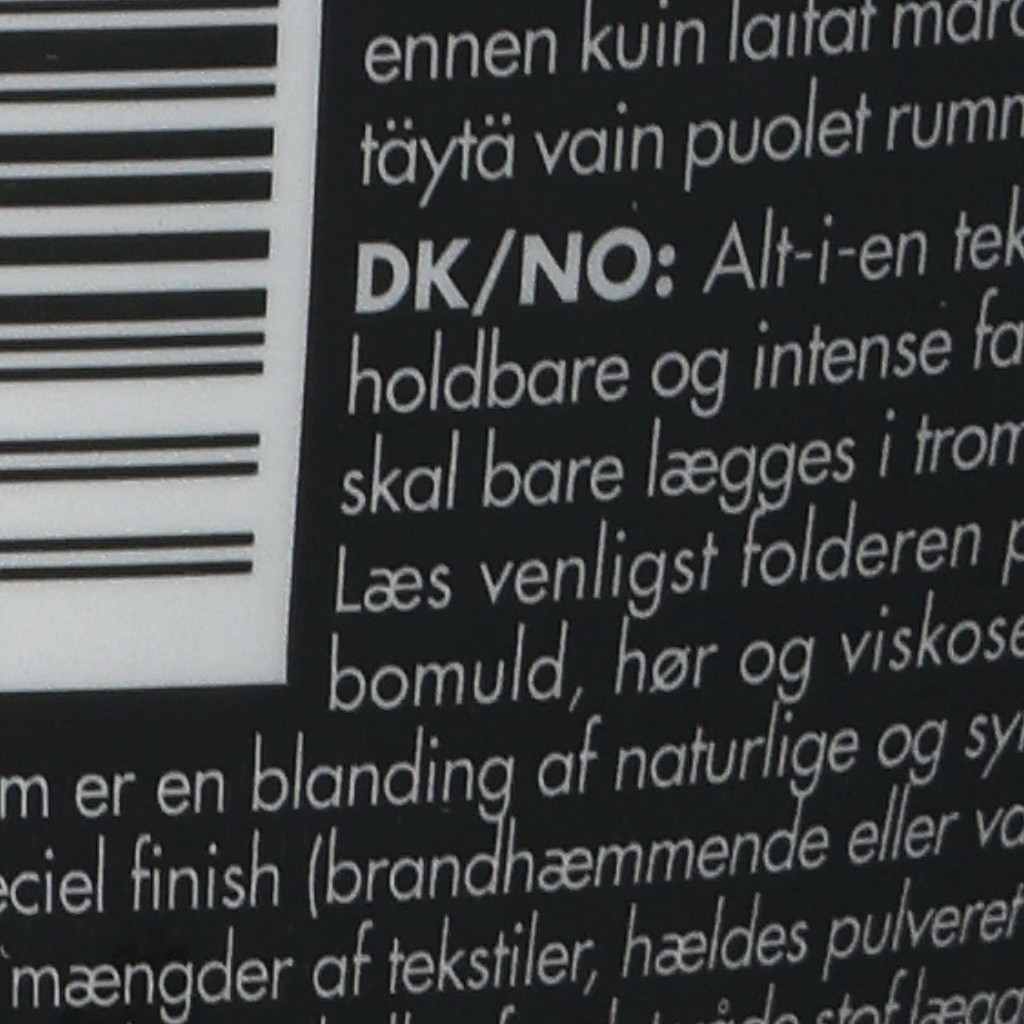 ennen kuin laitat
täytä vain puolet
DK/NO: Alt-i-en
holdbare og intense
skal bare lægges i
Læs venligst folderen
bomuld, hør og viskose
er en blanding af naturlige og
finish (brandhæmmende eller
mængder af tekstiler, hældes pulveret